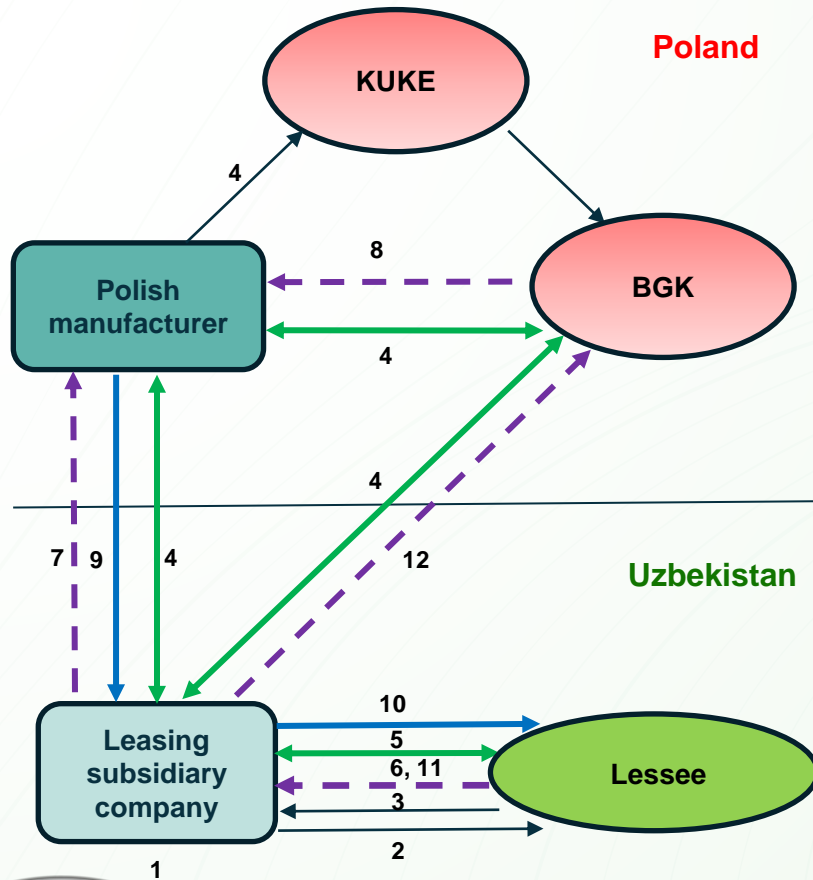 KUKE
Poland
4
8
BGK
Polish
manufacturer
4
4
7
9
4
12
Uzbekistan
10
5
6, 11
3
2
Leasing
subsidiary
company
Lessee
1